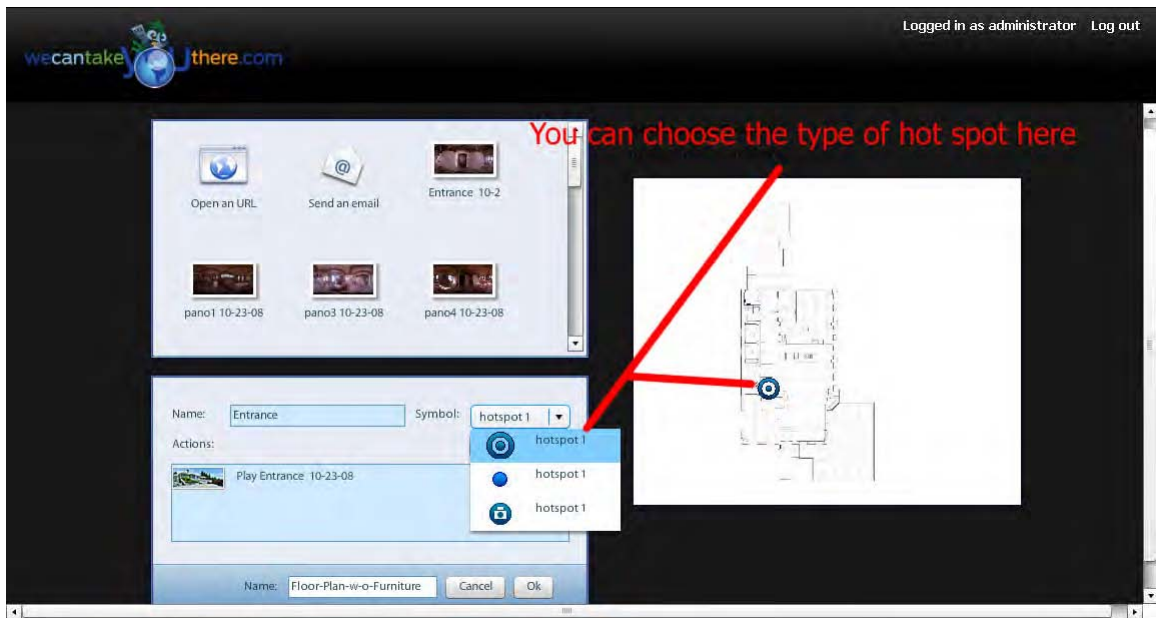 Logged in as administrator Log out
wecantakeyouthere.com
You can choose the type of hot spot here
Open an URL
Send an email
Entrance 10-2
pano1 10-23-08
pano3 10-23-08
pano4 10-23-08
Name: Entrance
Symbol: hotspot 1
hotspot 1
hotspot 1
hotspot 1
Actions:
Play Entrance 10-23-08
Name: Floor-Plan-w-o-Furniture Cancel Ok